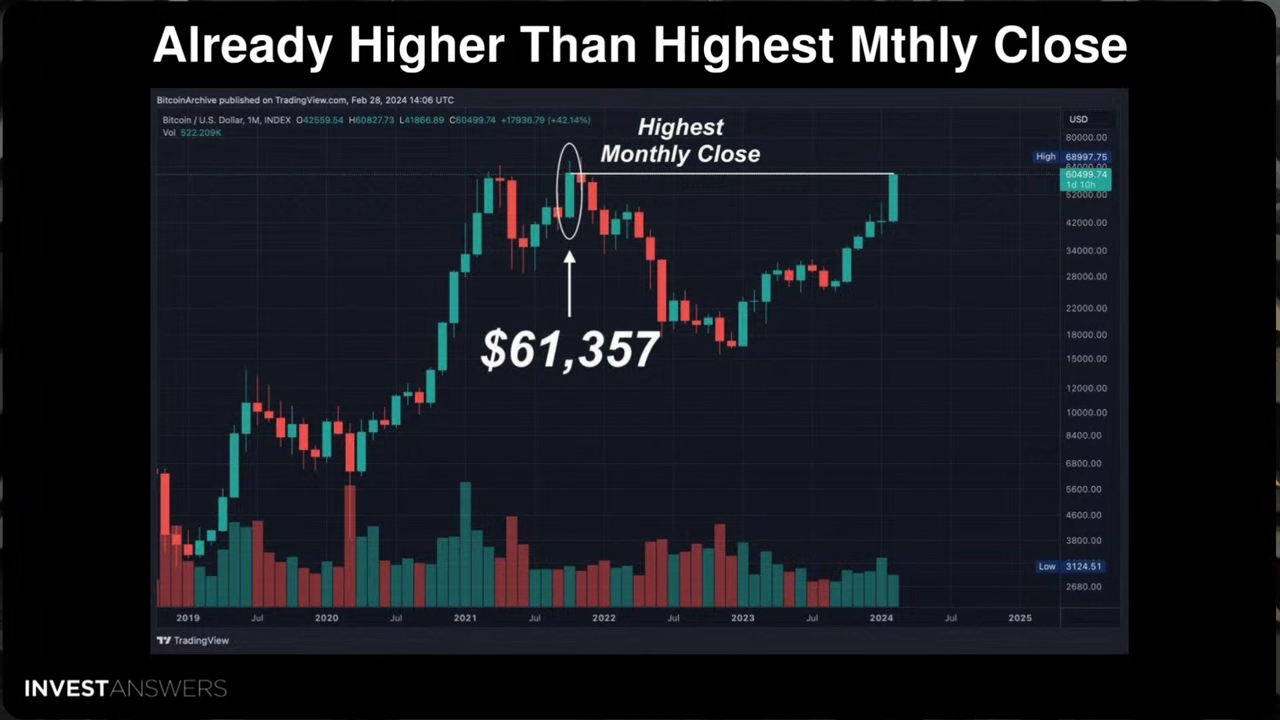 Already Higher Than Highest Mthly Close
BitcoinArchive published on TradingView.com, Feb 28, 2024 14:06 UTC
Bitcoin / U.S. Dollar, 1M, INDEX O42559.54 H60827.73 L41866.89 C60499.74 +17936.79 (+42.14%)
Vol 522.209K
Highest
Monthly Close
$61,357
USD
80000.00
High 68997.75
64000.00
60499.74
1d 10h
52000.00
42000.00
34000.00
28000.00
22000.00
18000.00
15000.00
12000.00
10000.00
8400.00
6800.00
5600.00
4600.00
3800.00
Low 3124.51
2680.00
2019 Jul 2020 Jul 2021 Jul 2022 Jul 2023 Jul 2024 Jul 2025
TradingView
INVESTANSWERS